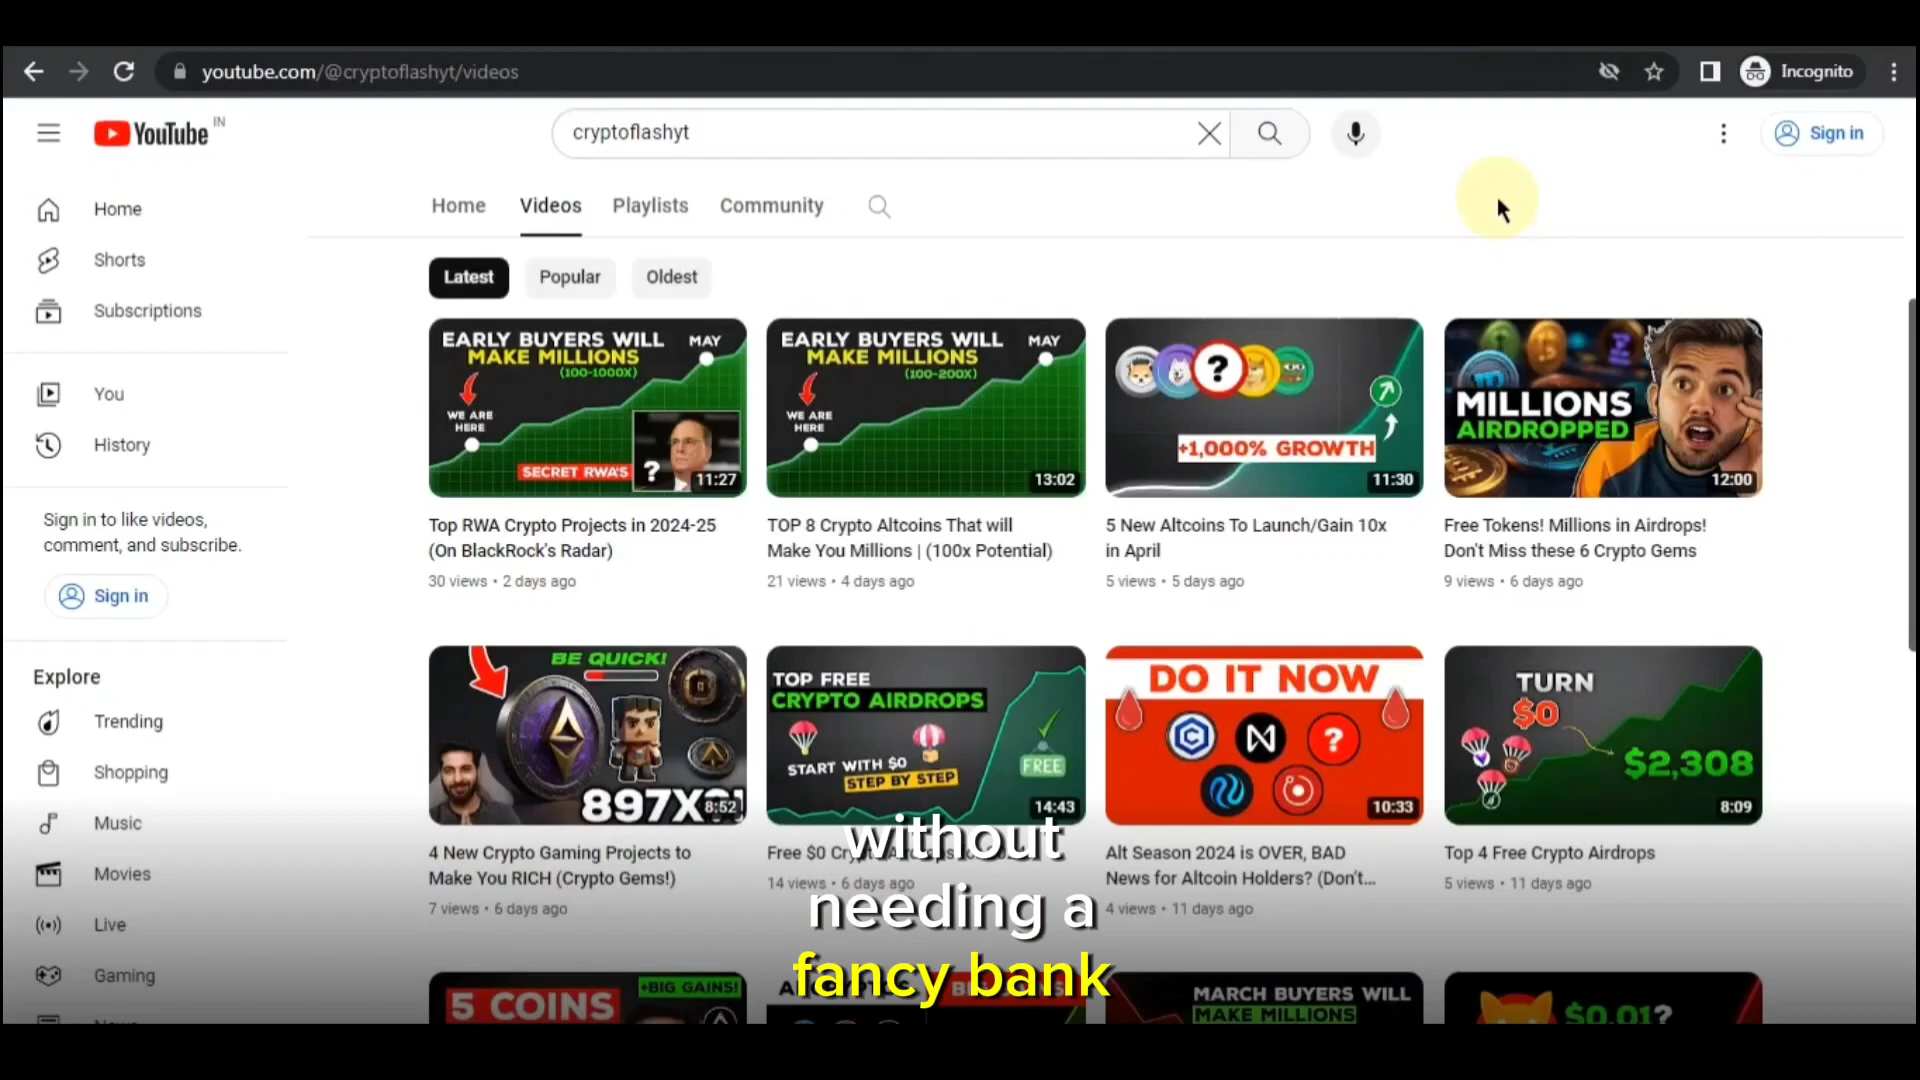 youtube.com/@cryptoflashyt/videos
Incognito
YouTube IN
cryptoflashyt
Sign in
Home
Shorts
Subscriptions
You
History
Sign in to like videos,
comment, and subscribe.
Sign in
Explore
Trending
Shopping
Music
Movies
Live
Gaming
Home Videos Playlists Community
Latest Popular Oldest
EARLY BUYERS WILL
MAKE MILLIONS
(100-1000X)
MAY
WE ARE
HERE
SECRET RWA'S
?
11:27
Top RWA Crypto Projects in 2024-25
(On BlackRock's Radar)
30 views • 2 days ago
EARLY BUYERS WILL
MAKE MILLIONS
(100-200X)
MAY
WE ARE
HERE
13:02
TOP 8 Crypto Altcoins That will
Make You Millions | (100x Potential)
21 views • 4 days ago
?
+1,000% GROWTH
11:30
5 New Altcoins To Launch/Gain 10x
in April
5 views • 5 days ago
MILLIONS
AIRDROPPED
12:00
Free Tokens! Millions in Airdrops!
Don't Miss these 6 Crypto Gems
9 views • 6 days ago
BE QUICK!
8:52
4 New Crypto Gaming Projects to
Make You RICH (Crypto Gems!)
7 views • 6 days ago
TOP FREE
CRYPTO AIRDROPS
START WITH $0
STEP BY STEP
FREE
14:43
Free $0
14 views • 6 days ago
DO IT NOW
?
10:33
Alt Season 2024 is OVER, BAD
News for Altcoin Holders? (Don't...
4 views • 11 days ago
TURN
$0
$2,308
8:09
Top 4 Free Crypto Airdrops
5 views • 11 days ago
5 COINS
+BIG GAINS!
MARCH BUYERS WILL
MAKE MILLIONS
$0.01?
without
needing a
fancy bank